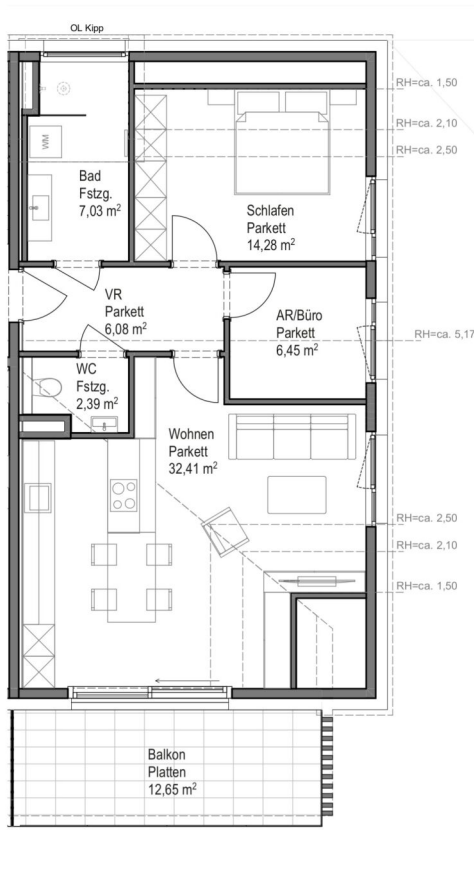 OL Kipp
RH=ca. 1,50
RH=ca. 2,10
RH=ca. 2,50
WM
Bad
Fstzg.
7,03 m²
Schlafen
Parkett
14,28 m²
VR
Parkett
6,08 m²
AR/Büro
Parkett
6,45 m²
RH=ca. 5,17
WC
Fstzg.
2,39 m²
Wohnen
Parkett
32,41 m²
RH=ca. 2,50
RH=ca. 2,10
RH=ca. 1,50
Balkon
Platten
12,65 m²